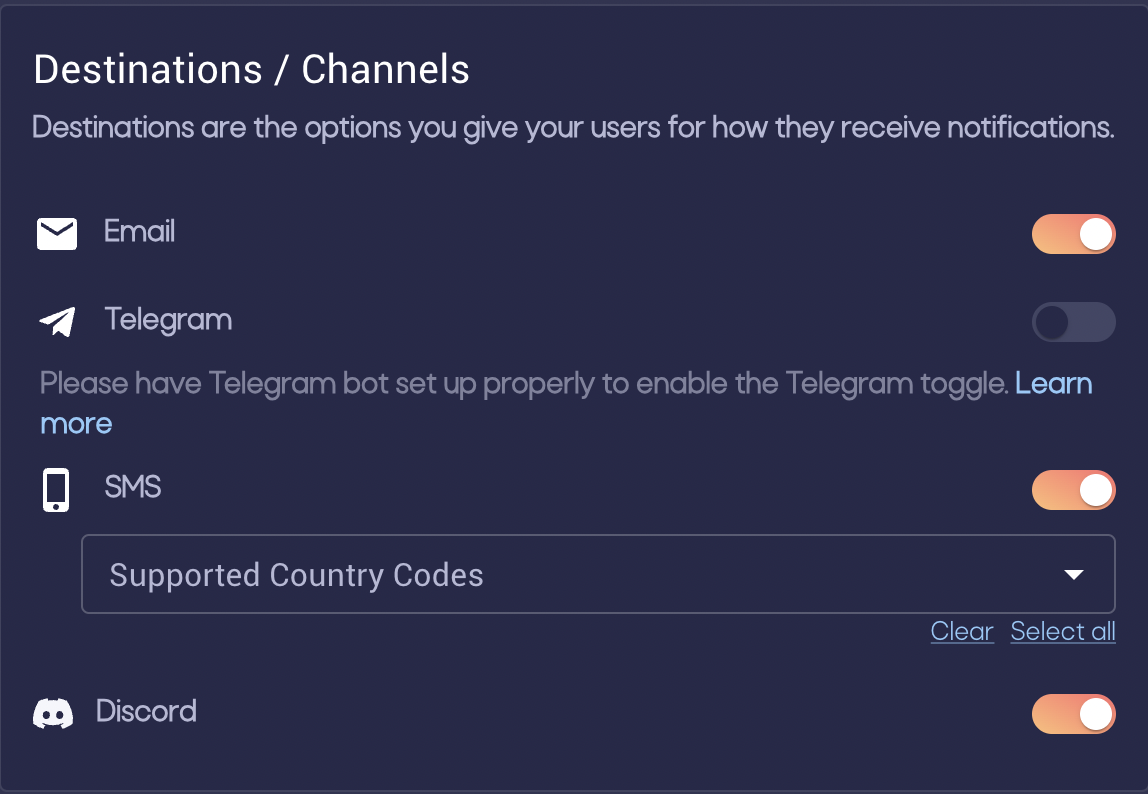 Destinations / Channels
Destinations are the options you give your users for how they receive notifications.
Email
Telegram
Please have Telegram bot set up properly to enable the Telegram toggle. Learn
more
SMS
Supported Country Codes
Clear Select all
Discord